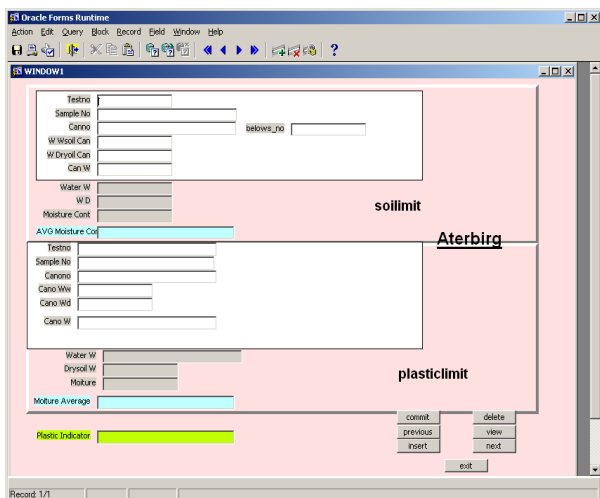 Oracle Forms Runtime
Action Edit Query Block Record Field Window Help
WINDOW1
Testno
Sample No
Canno
belows_no
W Wsoil Can
W Dryoil Can
Can W
Water W
W D
Moisture Cont
soilimit
AVG Moisture Cor
Aterbirg
Testno
Sample No
Canono
Cano Ww
Cano Wd
Cano W
Water W
Drysoil W
Moiture
plasticlimit
Moiture Average
commit delete
Plastic Indicator
previous view
insert next
exit
Record: 1/1